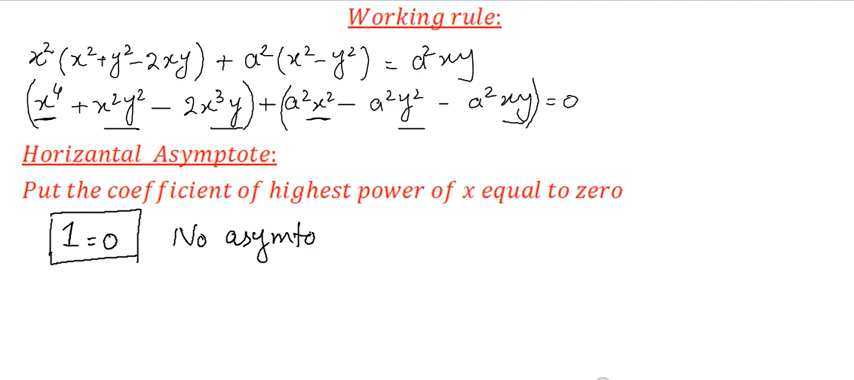 Working rule:
x²(x²+y²-2xy) + a²(x²-y²) = a²xy
(x⁴ + x²y² - 2x³y)+(a²x² - a²y² - a²xy)=0
Horizantal Asymptote:
Put the coefficient of highest power of x equal to zero
1=0 No asymto